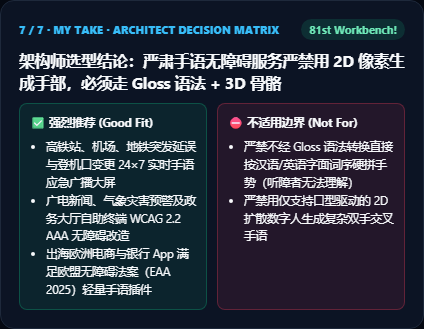 7 / 7 · MY TAKE · ARCHITECT DECISION MATRIX
81st Workbench!
架构师选型结论：严肃手语无障碍服务严禁用 2D 像素生
成手部，必须走 Gloss 语法 + 3D 骨骼
✅ 强烈推荐 (Good Fit)
• 高铁站、机场、地铁突发延误
与登机口变更 24×7 实时手语
应急广播大屏
• 广电新闻、气象灾害预警及政
务大厅自助终端 WCAG 2.2
AAA 无障碍改造
• 出海欧洲电商与银行 App 满
足欧盟无障碍法案（EAA
2025）轻量手语插件
⛔ 不适用边界 (Not For)
• 严禁不经 Gloss 语法转换直接
按汉语/英语字面词序硬拼手
势（听障者无法理解）
• 严禁用仅支持口型驱动的 2D
扩散数字人生成复杂双手交叉
手语